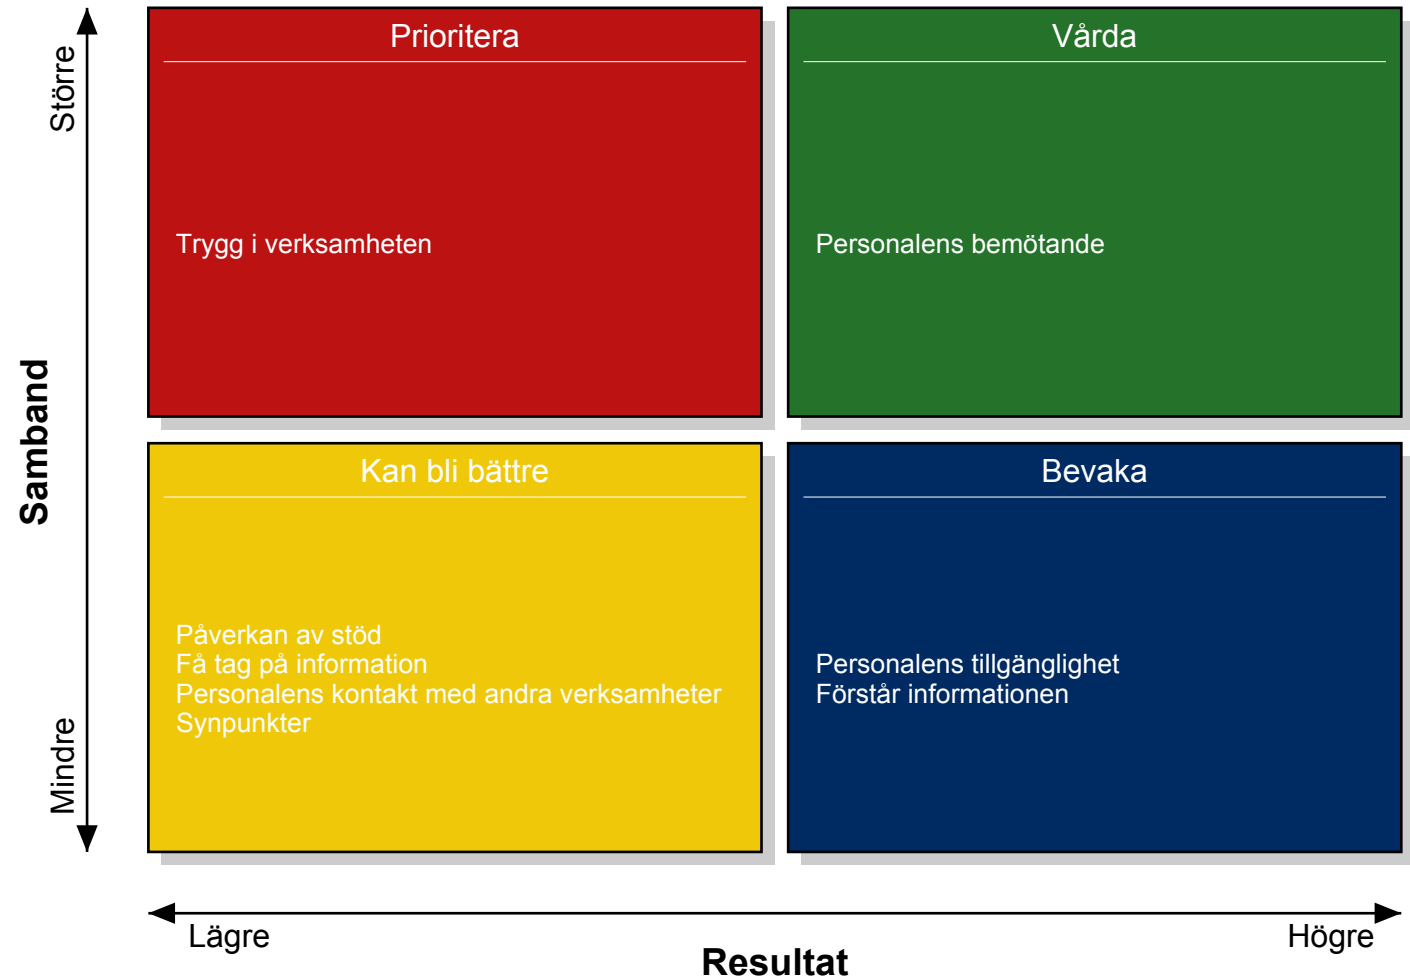 Större
Samband
Mindre
Prioritera
Trygg i verksamheten
Vårda
Personalens bemötande
Kan bli bättre
Påverkan av stöd
Få tag på information
Personalens kontakt med andra verksamheter
Synpunkter
Bevaka
Personalens tillgänglighet
Förstår informationen
Lägre
Högre
Resultat